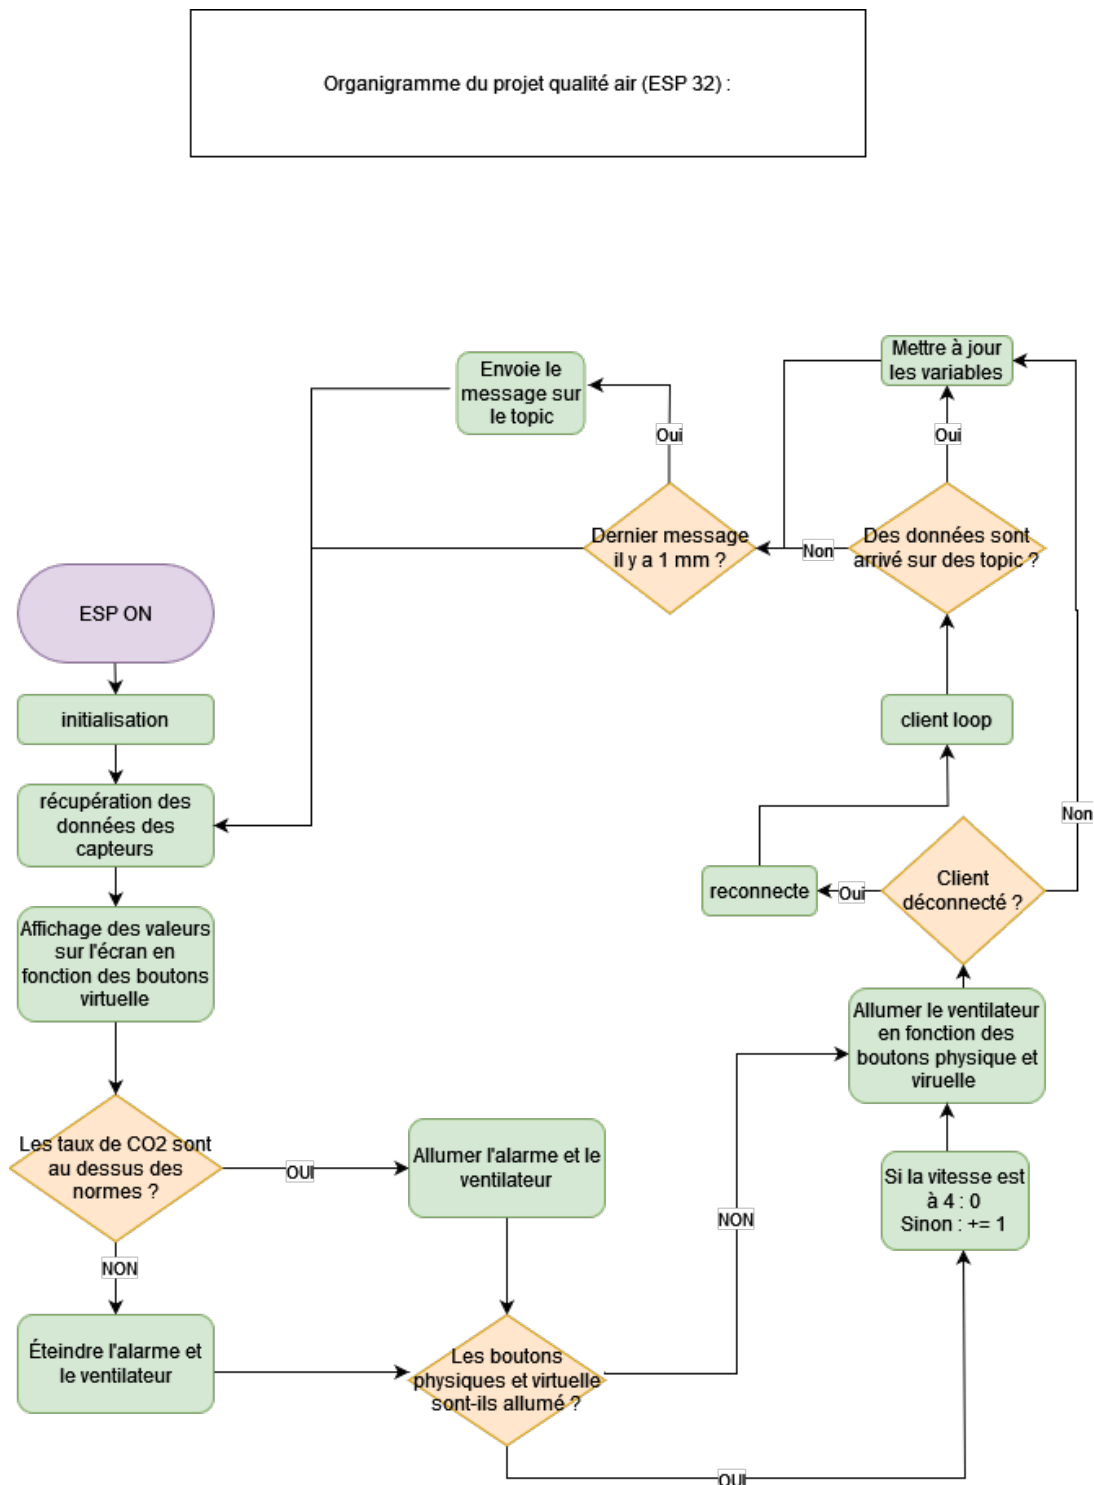 Organigramme du projet qualité air (ESP 32) :
Envoie le
message sur
le topic
Mettre à jour
les variables
Oui
Oui
Dernier message
il y a 1 mm ?
Non
Des données sont
arrivé sur des topic ?
ESP ON
initialisation
client loop
récupération des
données des
capteurs
Non
Client
déconnecté ?
Oui
reconnecte
Affichage des valeurs
sur l'écran en
fonction des boutons
virtuelle
Allumer le ventilateur
en fonction des
boutons physique et
viruelle
Les taux de CO2 sont
au dessus des
normes ?
OUI
Allumer l'alarme et le
ventilateur
NON
Si la vitesse est
à 4 : 0
Sinon : += 1
NON
Éteindre l'alarme et
le ventilateur
Les boutons
physiques et virtuelle
sont-ils allumé ?
OUI